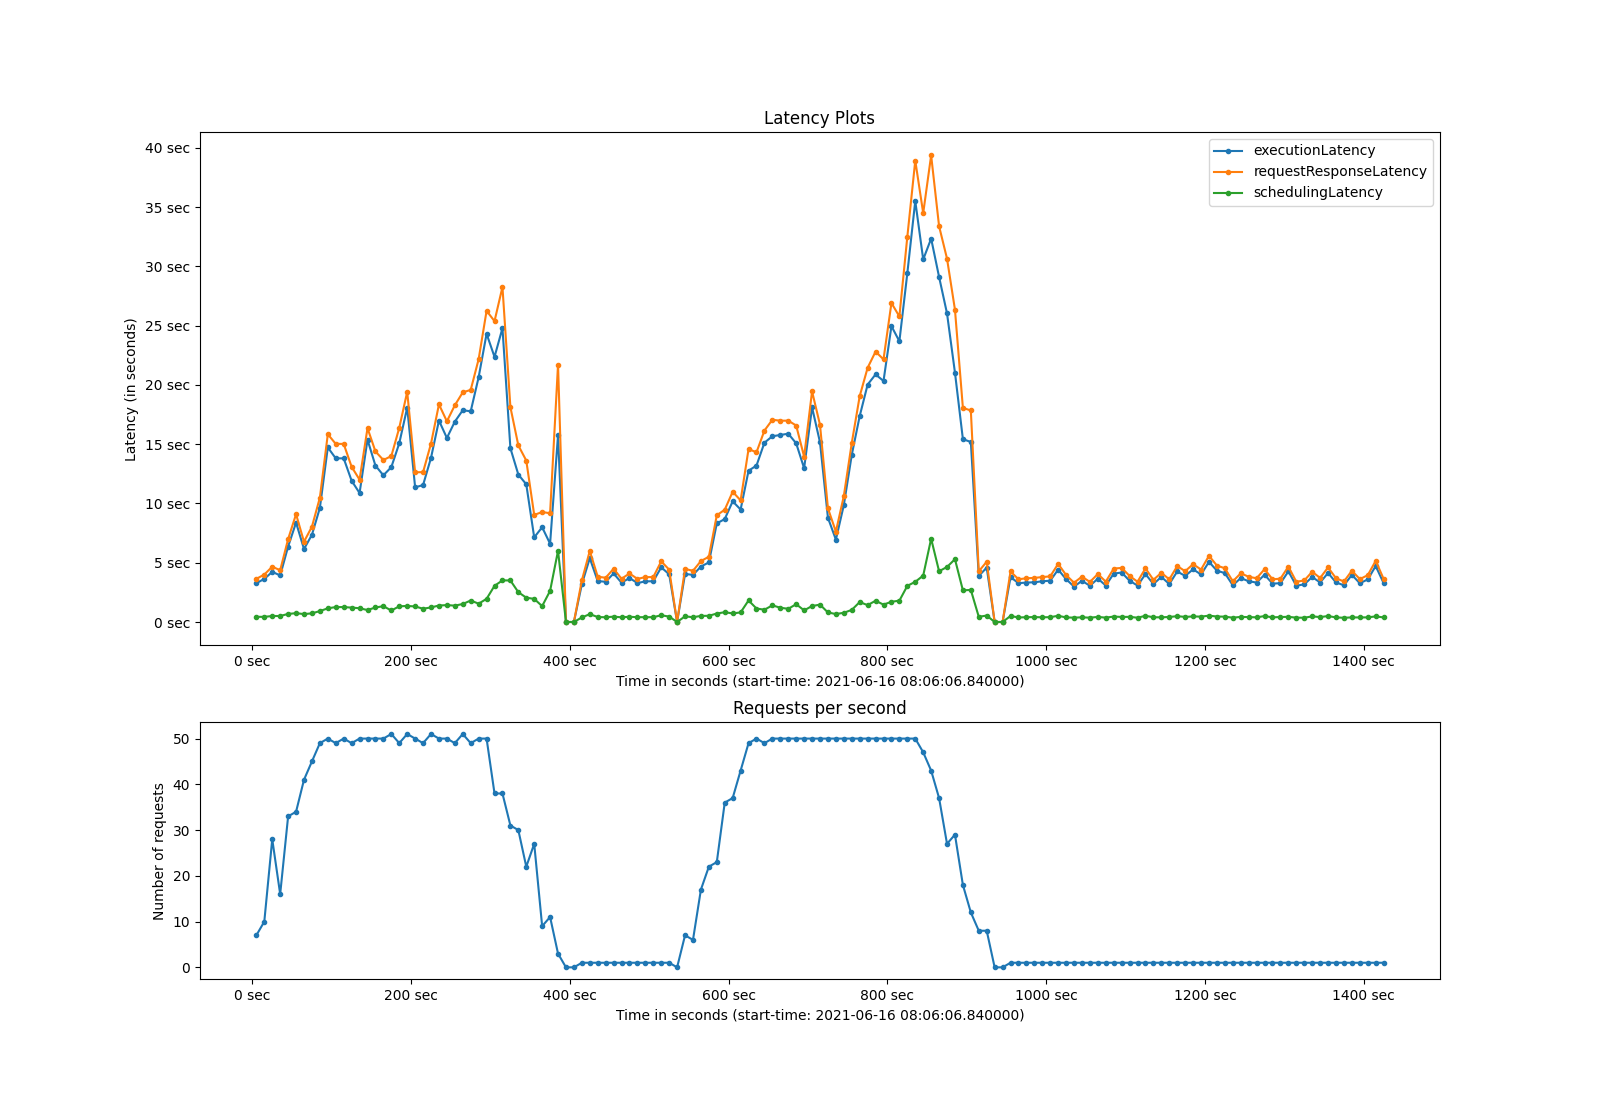 Latency Plots
40 sec
35 sec
30 sec
25 sec
20 sec
15 sec
10 sec
5 sec
0 sec
Latency (in seconds)
executionLatency
requestResponseLatency
schedulingLatency
0 sec 200 sec 400 sec 600 sec 800 sec 1000 sec 1200 sec 1400 sec
Time in seconds (start-time: 2021-06-16 08:06:06.840000)
Requests per second
50
40
30
20
10
0
Number of requests
0 sec 200 sec 400 sec 600 sec 800 sec 1000 sec 1200 sec 1400 sec
Time in seconds (start-time: 2021-06-16 08:06:06.840000)